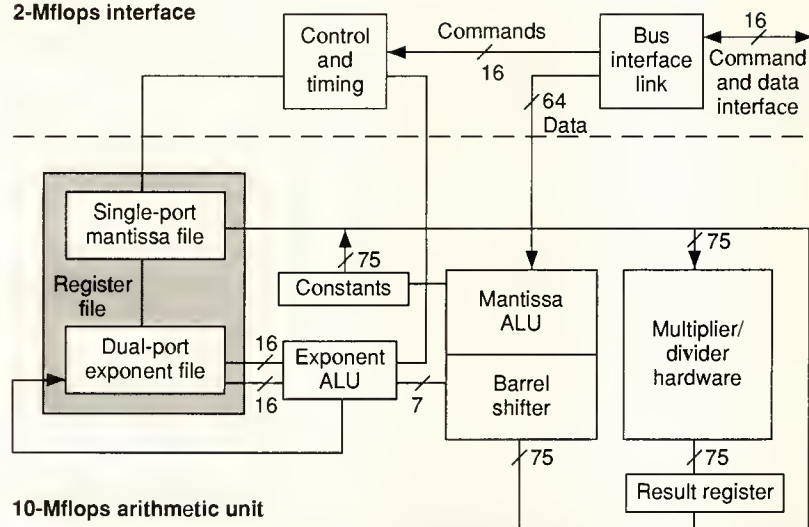 2-Mflops interface
Control
and
timing
Commands
16
Bus
interface
link
16
Command
and data
interface
64
Data
Single-port
mantissa file
Register
file
Dual-port
exponent file
16
16
Exponent
ALU
7
75
Constants
Mantissa
ALU
Barrel
shifter
75
75
Multiplier/
divider
hardware
75
Result register
10-Mflops arithmetic unit